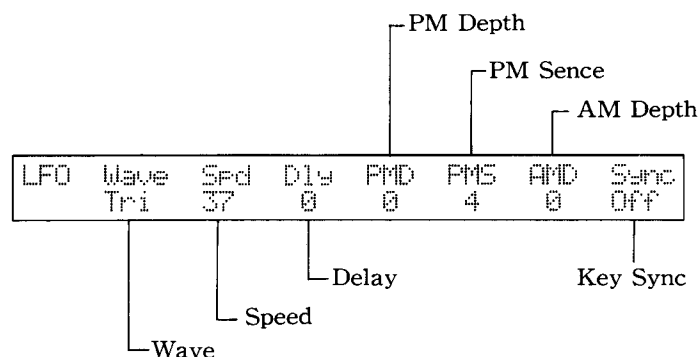 PM Depth
PM Sence
AM Depth
LFO Wave Spd Dly PMD PMS AMD Sync
Tri 37 0 0 4 0 Off
Delay
Key Sync
Speed
Wave